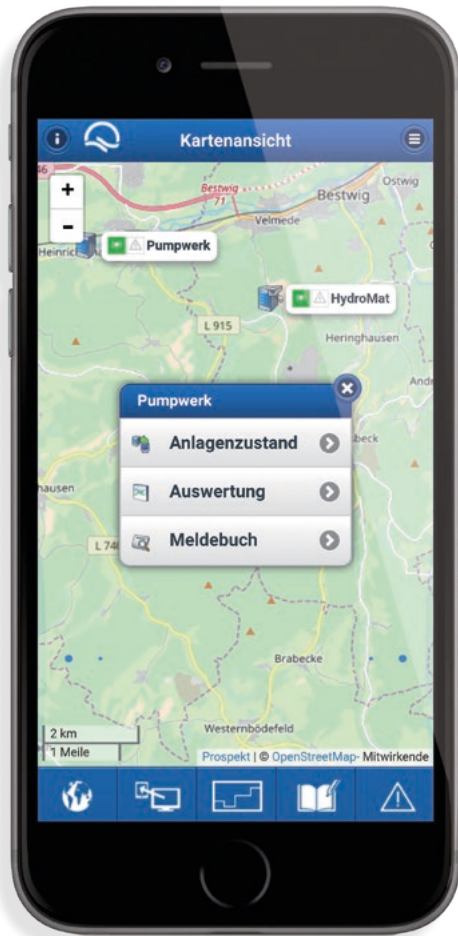 i
Kartenansicht
46
+
-
Bestwig
71
Ostwig
Bestwig
Velmede
Heinric
Pumpwerk
HydroMat
L 915
Heringhausen
Andr
Pumpwerk
Anlagenzustand
beck
hausen
Auswertung
L 74
Meldebuch
Brabecke
2 km
1 Meile
Westernbödefeld
Prospekt | © OpenStreetMap- Mitwirkende